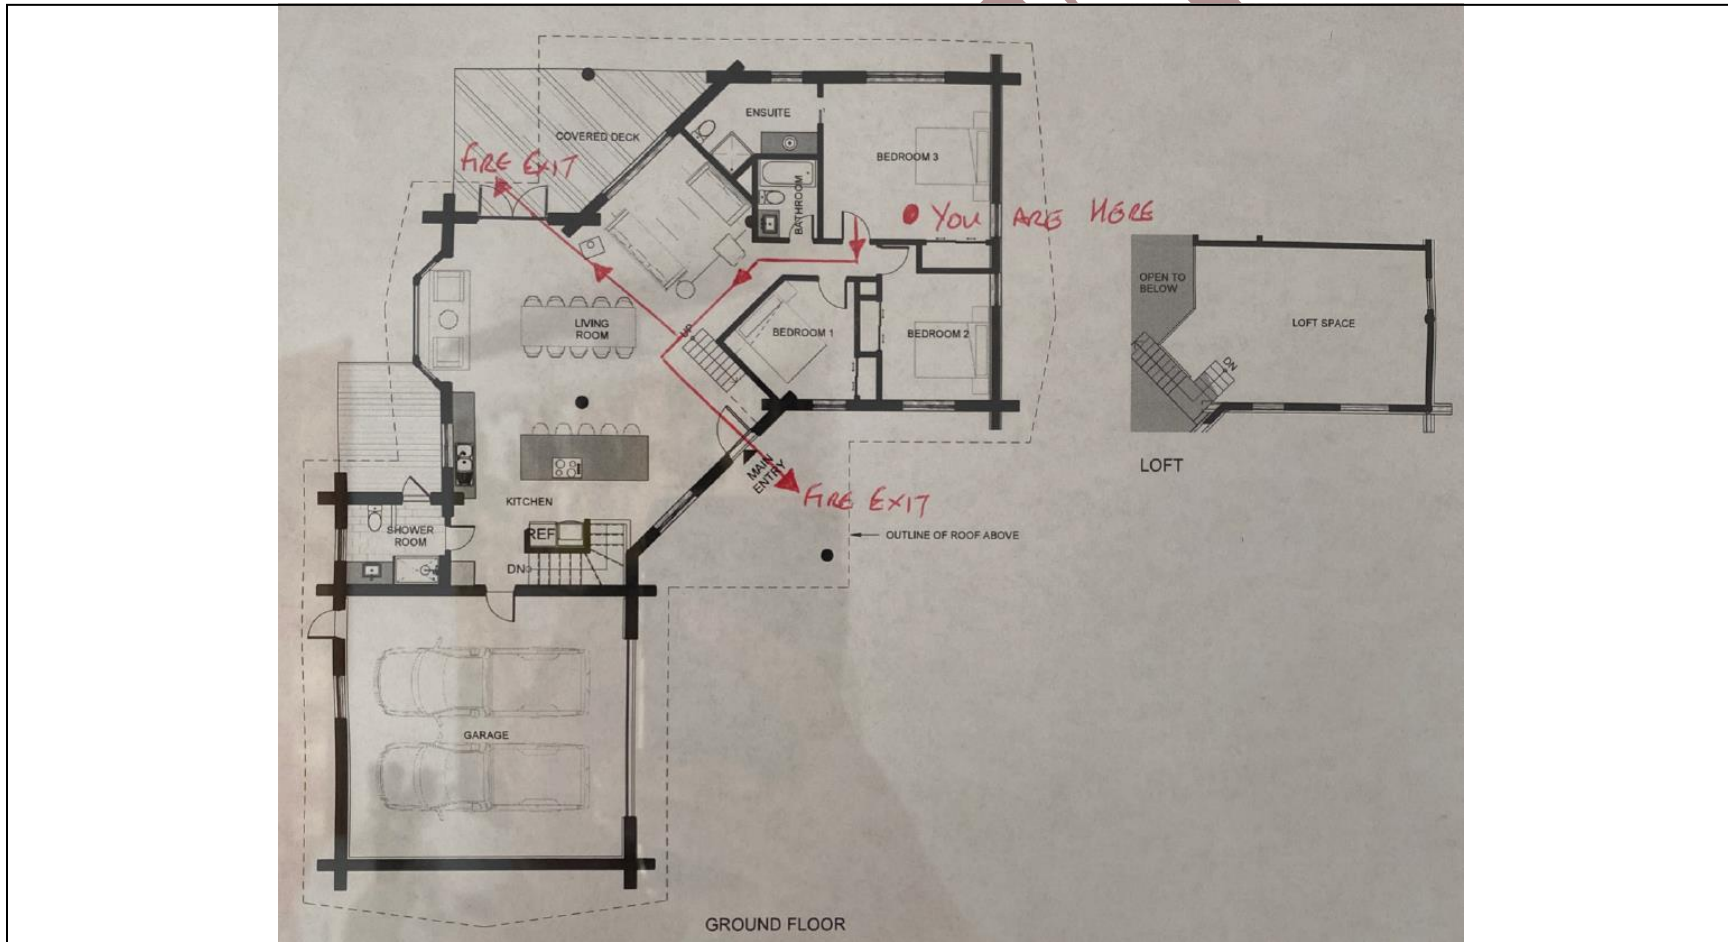 ENSUITE
COVERED DECK
FIRE EXIT
BEDROOM 3
BATHROOM
YOU ARE HERE
OPEN TO
BELOW
LIVING
ROOM
UP
BEDROOM 1
BEDROOM 2
LOFT SPACE
DN
LOFT
MAIN
ENTRY
FIRE EXIT
KITCHEN
SHOWER
ROOM
REF
OUTLINE OF ROOF ABOVE
DN
GARAGE
GROUND FLOOR